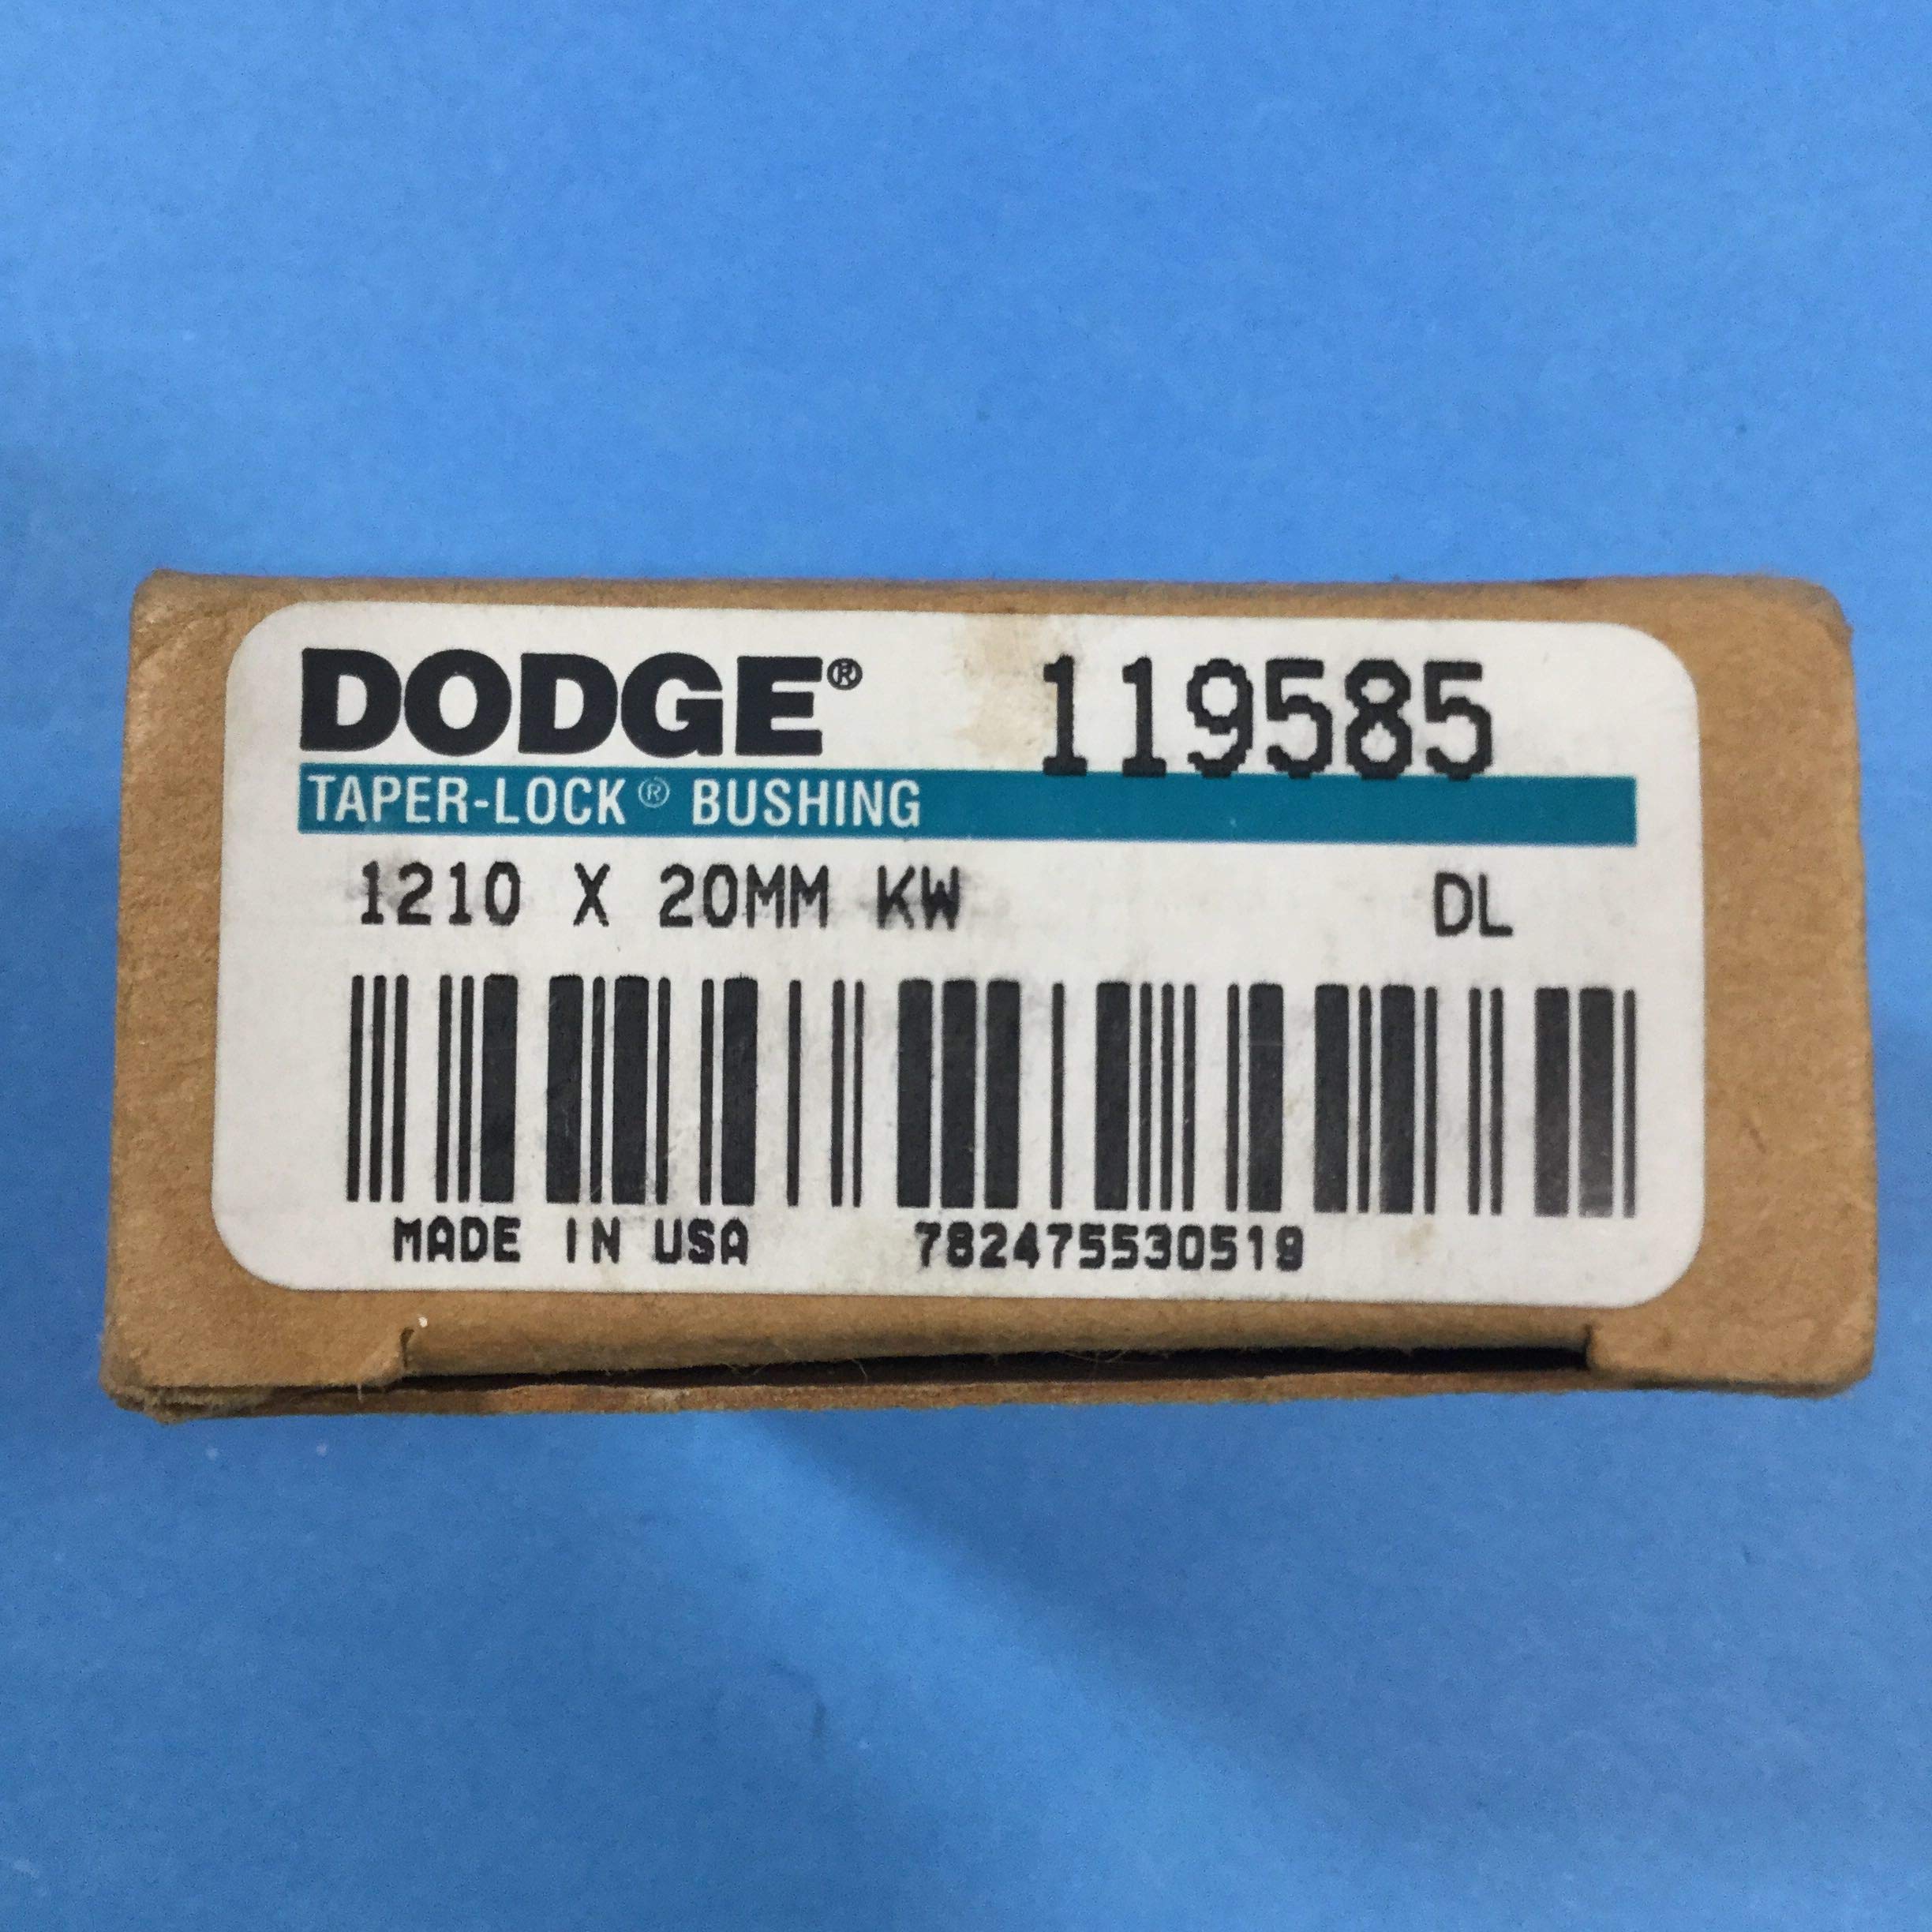 DODGE® 119585
TAPER-LOCK® BUSHING
1210 X 20MM KW DL
MADE IN USA 782475530519